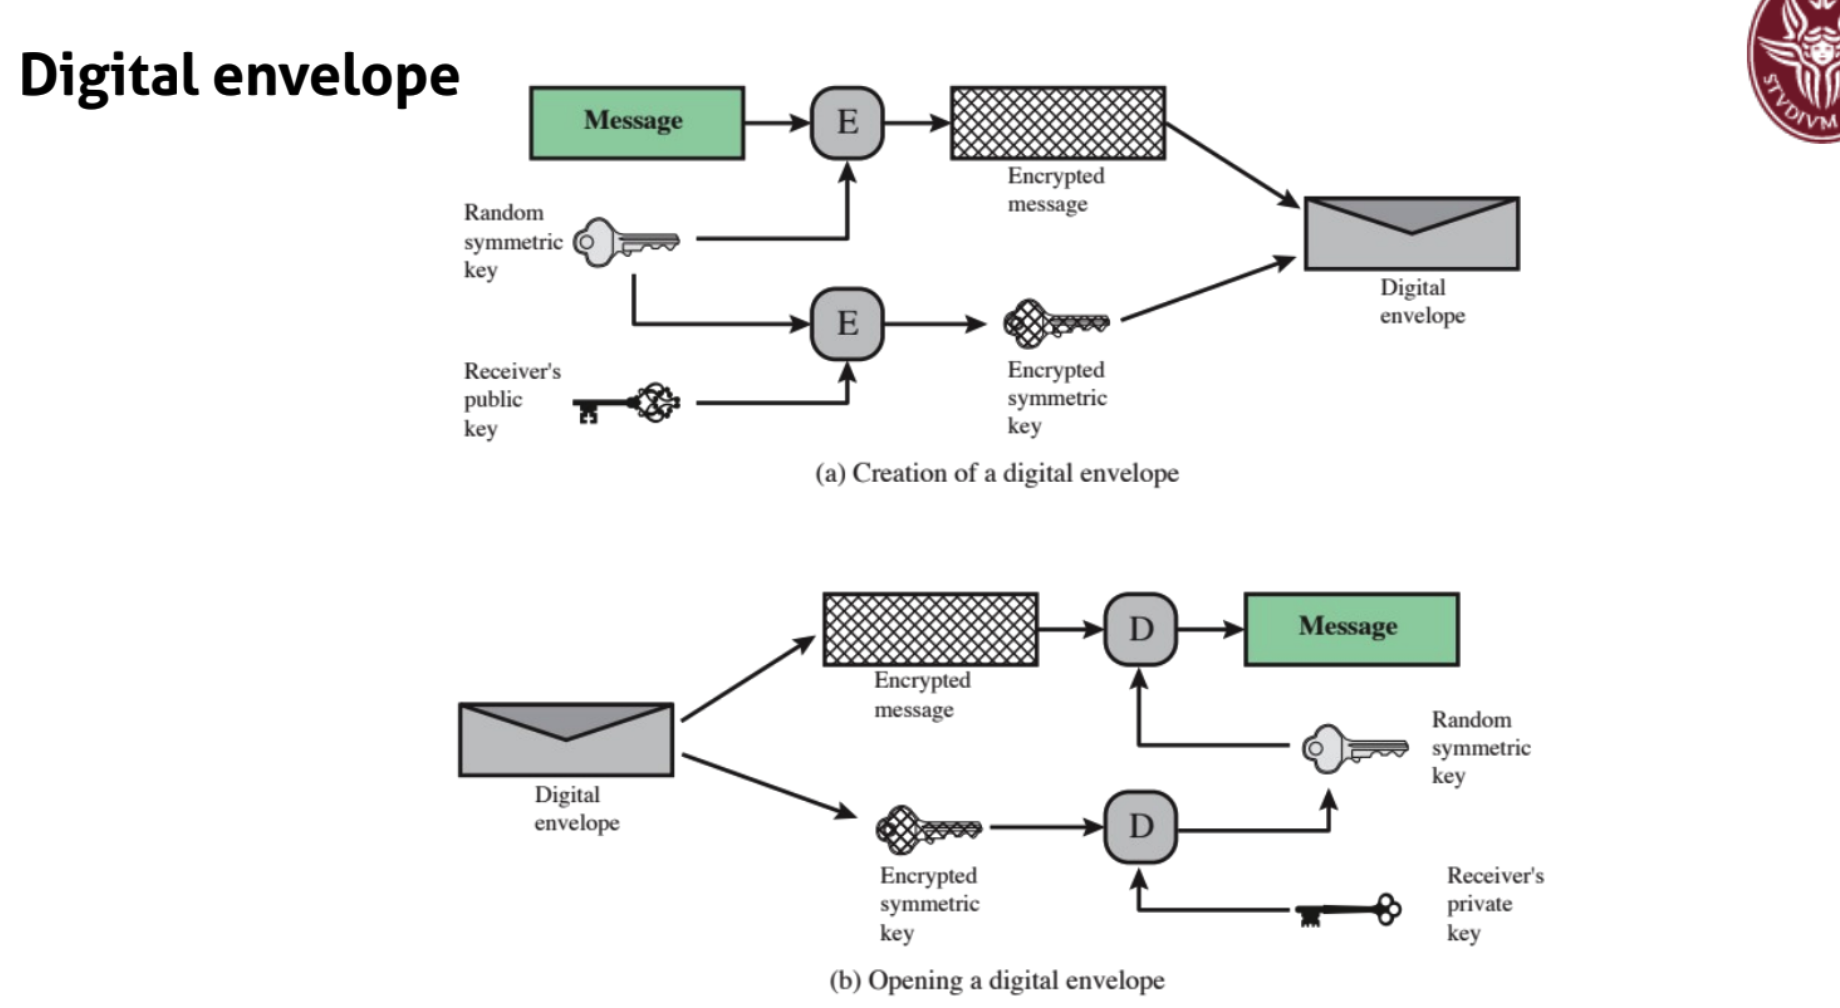 Digital envelope
STVDIVM
Message
E
Encrypted
message
Random
symmetric
key
Digital
envelope
E
Receiver's
public
key
Encrypted
symmetric
key
(a) Creation of a digital envelope
Encrypted
message
D
Message
Digital
envelope
Random
symmetric
key
D
Encrypted
symmetric
key
Receiver's
private
key
(b) Opening a digital envelope